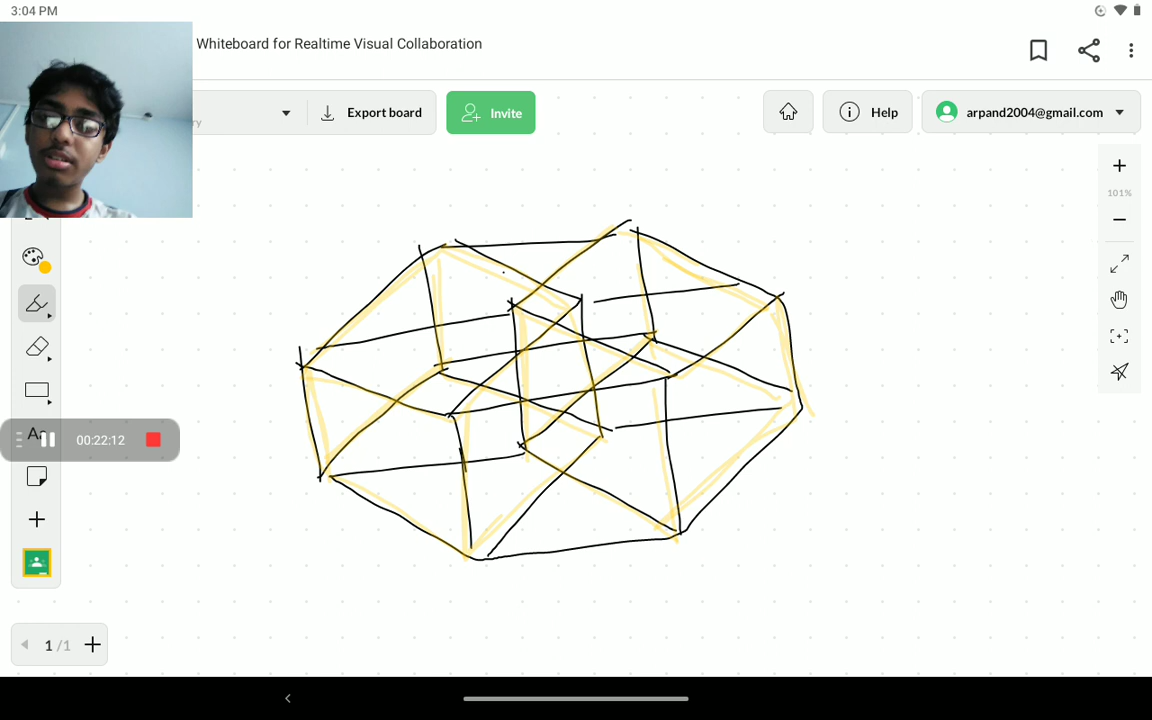 3:04 PM
Whiteboard for Realtime Visual Collaboration
ry
Export board
Invite
Help
arpand2004@gmail.com
101%
A
00:22:12
1 /1